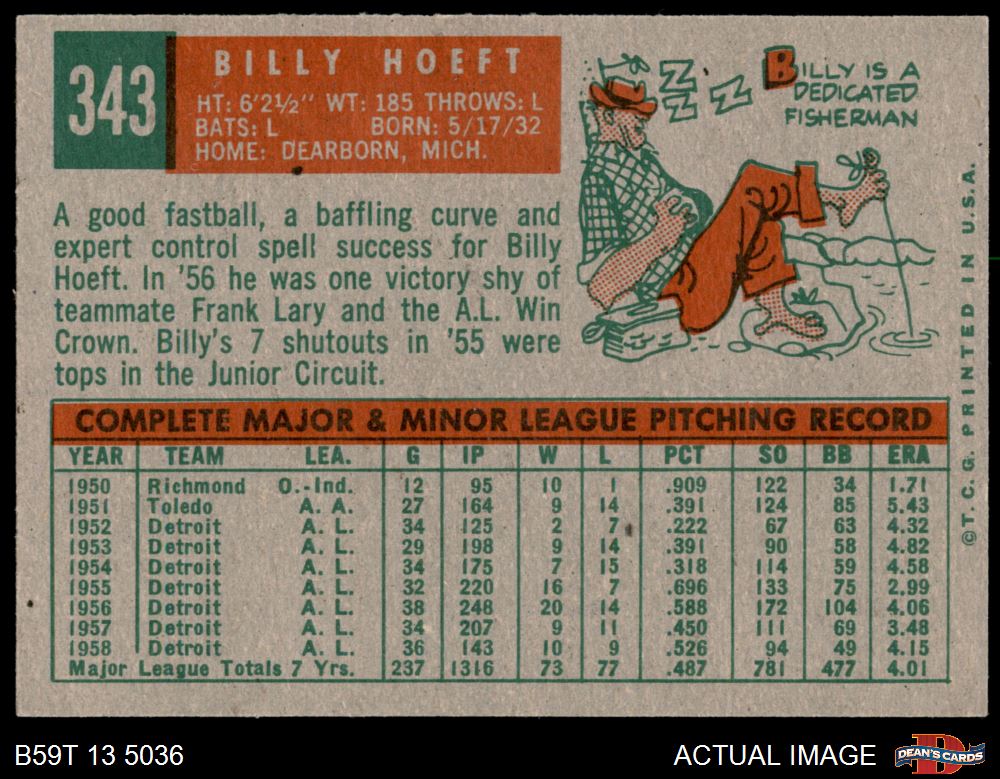 343
BILLY HOEFT
HT: 6'2½" WT: 185 THROWS: L
BATS: L BORN: 5/17/32
HOME: DEARBORN, MICH.
Z Z Z Z
BILLY IS A
DEDICATED
FISHERMAN
A good fastball, a baffling curve and
expert control spell success for Billy
Hoeft. In '56 he was one victory shy of
teammate Frank Lary and the A.L. Win
Crown. Billy's 7 shutouts in '55 were
tops in the Junior Circuit.
COMPLETE MAJOR & MINOR LEAGUE PITCHING RECORD
YEAR TEAM LEA. G IP W L PCT SO BB ERA
1950 Richmond O.-Ind. 12 95 10 1 .909 122 34 1.71
1951 Toledo A. A. 27 164 9 14 .391 124 85 5.43
1952 Detroit A. L. 34 125 2 7 .222 67 63 4.32
1953 Detroit A. L. 29 198 9 14 .391 90 58 4.82
1954 Detroit A. L. 34 175 7 15 .318 114 59 4.58
1955 Detroit A. L. 32 220 16 7 .696 133 75 2.99
1956 Detroit A. L. 38 248 20 14 .588 172 104 4.06
1957 Detroit A. L. 34 207 9 11 .450 111 69 3.48
1958 Detroit A. L. 36 143 10 9 .526 94 49 4.15
Major League Totals 7 Yrs. 237 1316 73 77 .487 781 477 4.01
©T. C. G. PRINTED IN U.S.A.
B59T 13 5036
ACTUAL IMAGE
D
DEAN'S CARDS